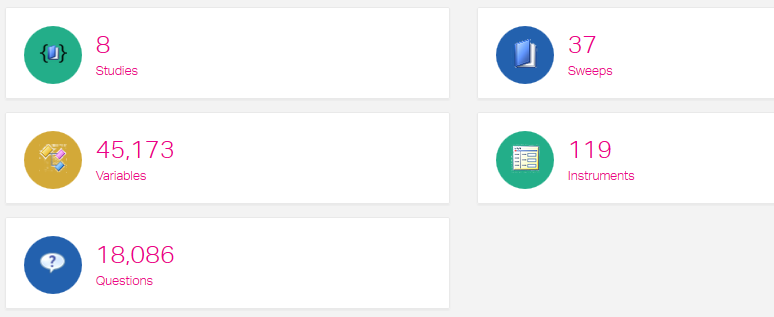 8
Studies
37
Sweeps
45,173
Variables
119
Instruments
18,086
Questions